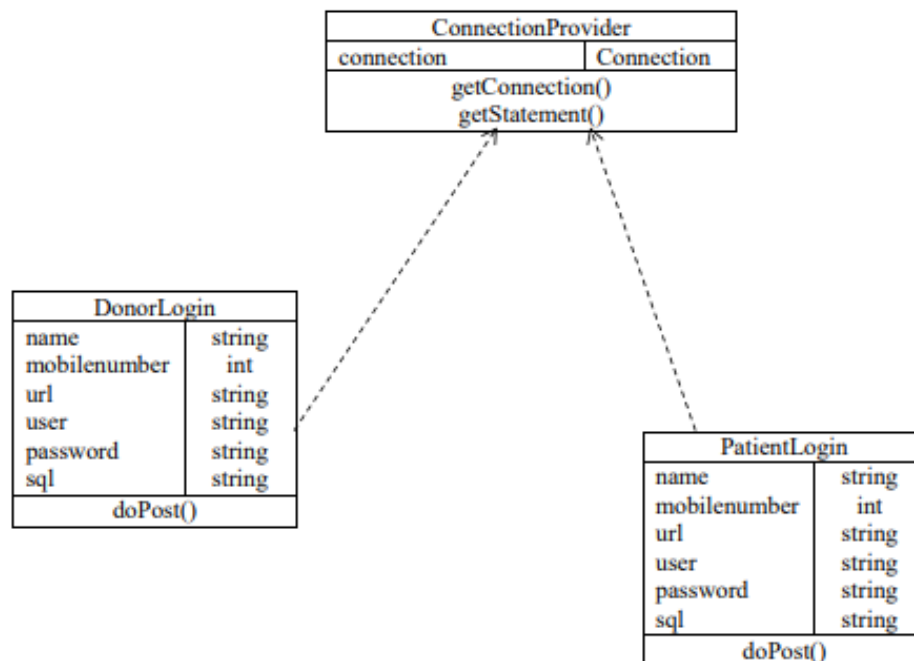 ConnectionProvider
connection Connection
getConnection()
getStatement()
DonorLogin
name string
mobilenumber int
url string
user string
password string
sql string
doPost()
PatientLogin
name string
mobilenumber int
url string
user string
password string
sql string
doPost()